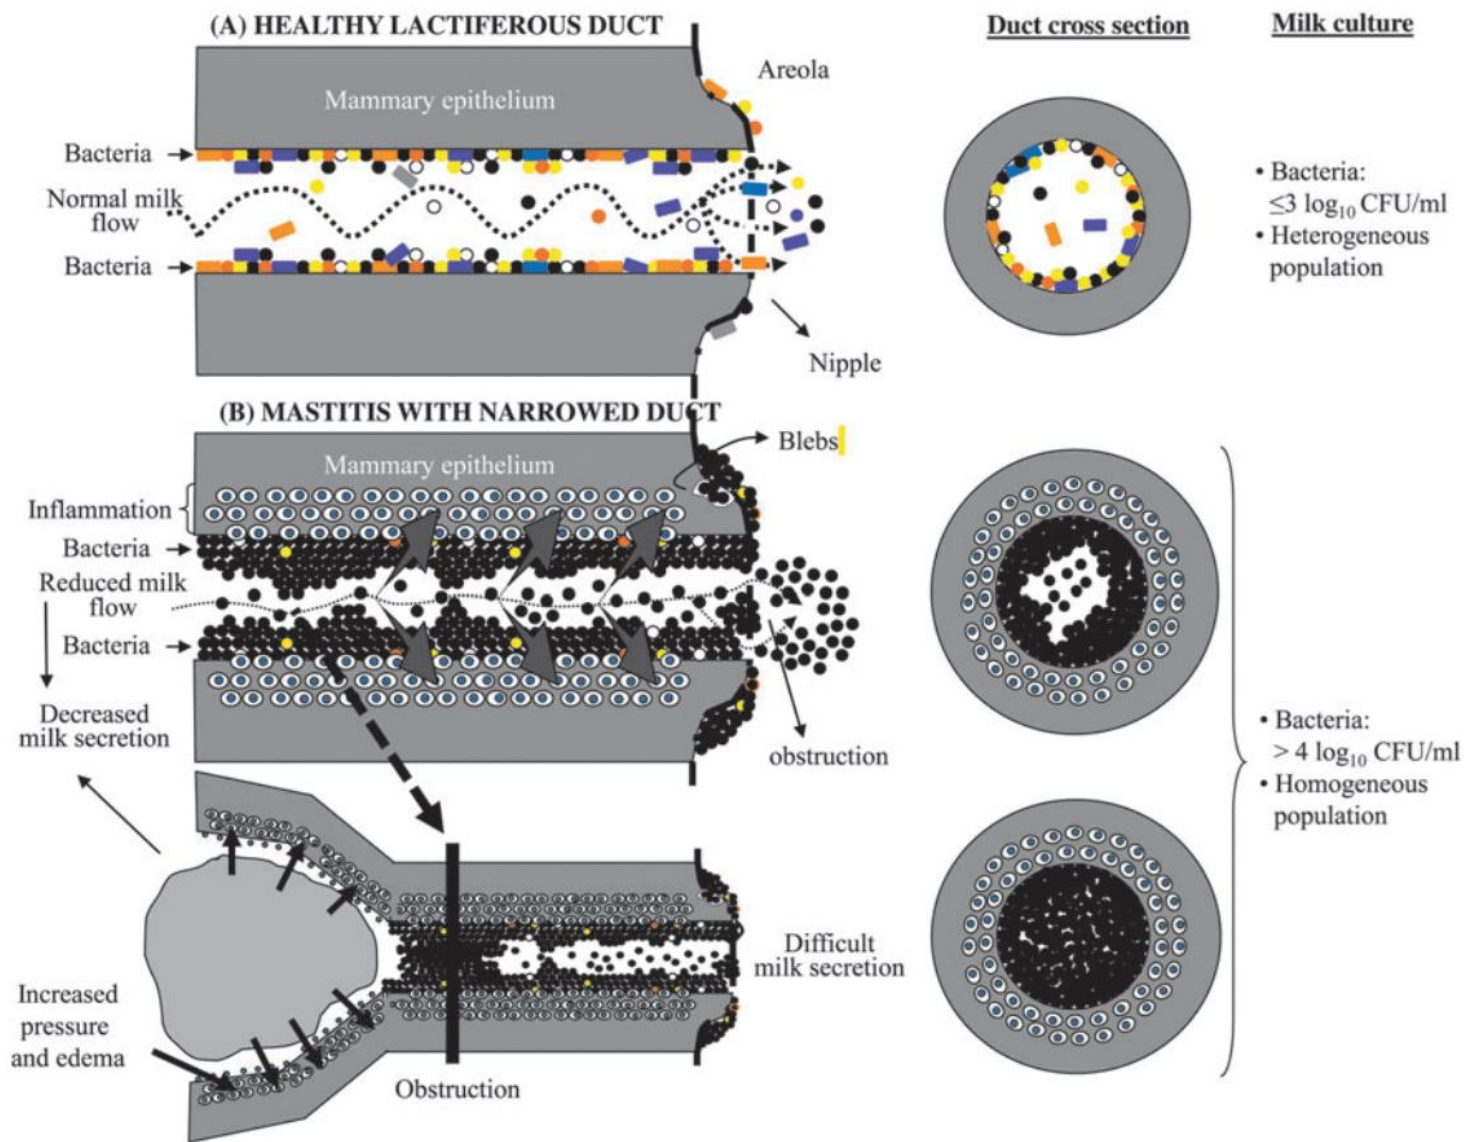 (A) HEALTHY LACTIFEROUS DUCT
Duct cross section
Milk culture
Areola
Mammary epithelium
Bacteria
Normal milk
flow
Bacteria
Nipple
• Bacteria:
≤3 log₁₀ CFU/ml
• Heterogeneous
population
(B) MASTITIS WITH NARROWED DUCT
Blebs
Mammary epithelium
Inflammation
Bacteria
Reduced milk
flow
Bacteria
Decreased
milk secretion
obstruction
• Bacteria:
> 4 log₁₀ CFU/ml
• Homogeneous
population
Difficult
milk secretion
Increased
pressure
and edema
Obstruction